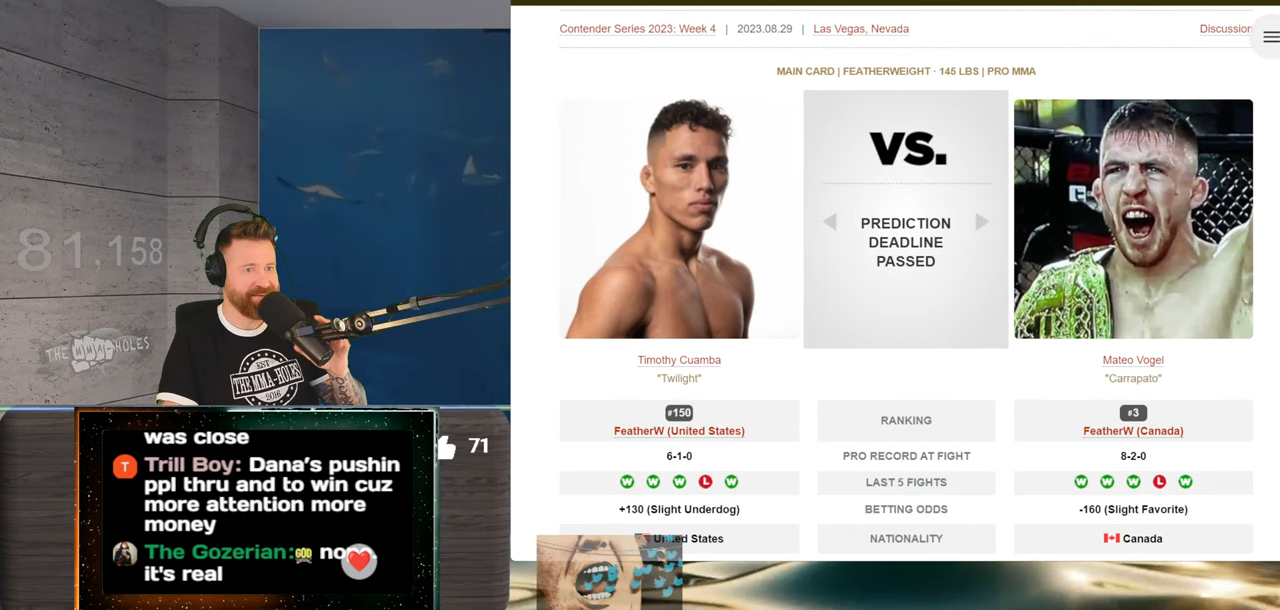 Contender Series 2023: Week 4 | 2023.08.29 | Las Vegas, Nevada Discussion
MAIN CARD | FEATHERWEIGHT · 145 LBS | PRO MMA
VS.
PREDICTION
DEADLINE
PASSED
Timothy Cuamba
"Twilight"
Mateo Vogel
"Carrapato"
#150 #3
FeatherW (United States) RANKING FeatherW (Canada)
6-1-0 PRO RECORD AT FIGHT 8-2-0
W W W L W LAST 5 FIGHTS W W W L W
+130 (Slight Underdog) BETTING ODDS -160 (Slight Favorite)
United States NATIONALITY Canada
81,158
THE MMA HOLES
EST.
THE MMA-HOLES
2016
71
was close
T Trill Boy: Dana's pushin
ppl thru and to win cuz
more attention more
money
The Gozerian: GOD no
it's real